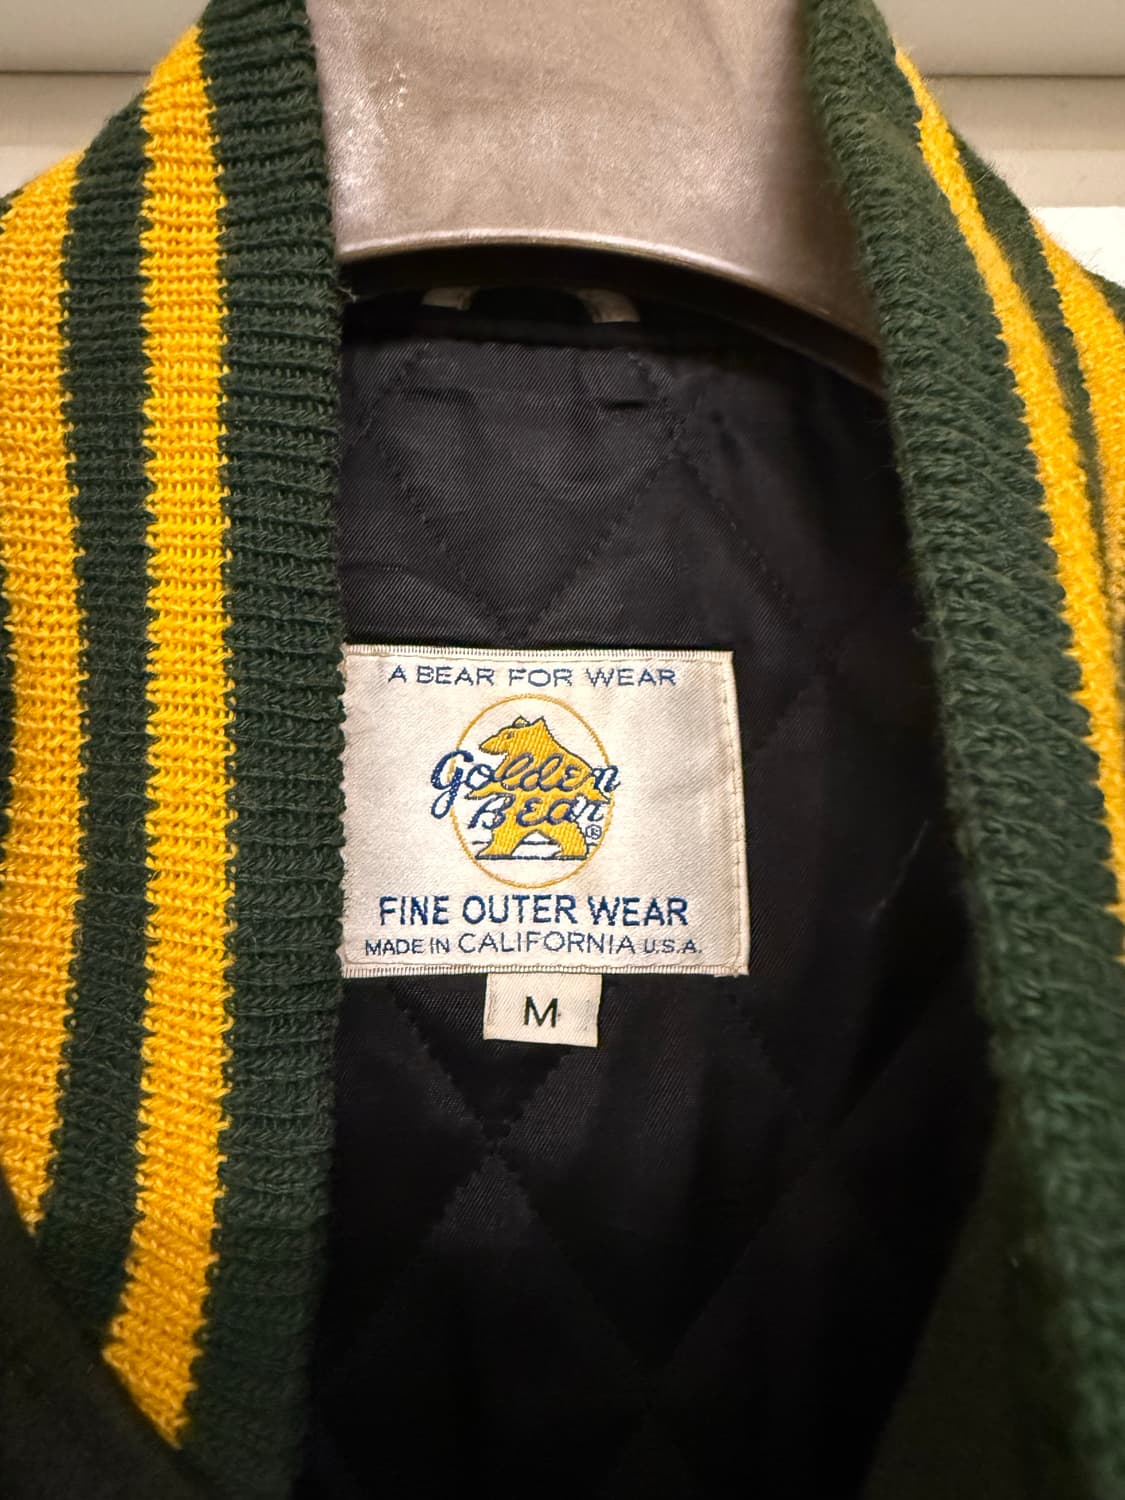 A BEAR FOR WEAR
Golden
Bear
®
FINE OUTER WEAR
MADE IN CALIFORNIA U.S.A.
M